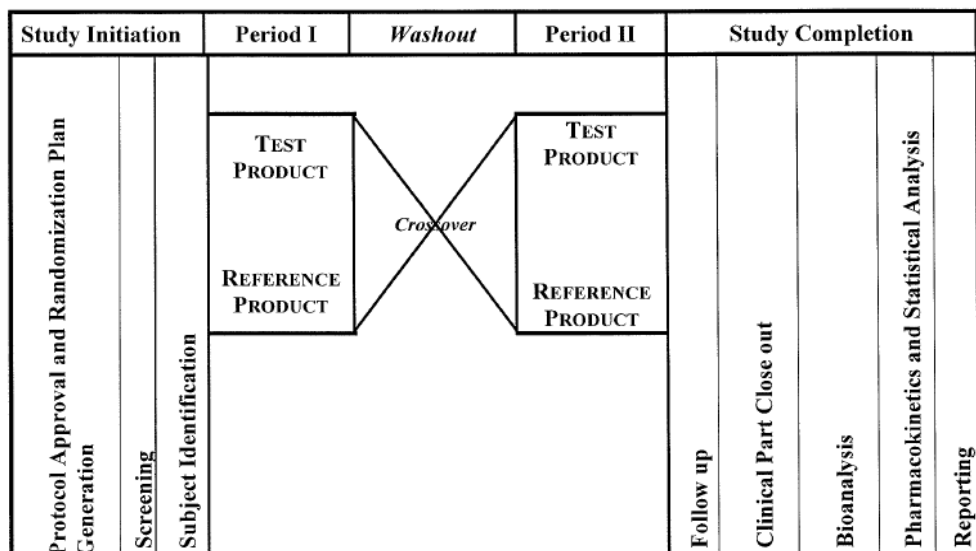 Study Initiation
Period I
Washout
Period II
Study Completion
Protocol Approval and Randomization Plan
Generation
Screening
Subject Identification
TEST
PRODUCT
REFERENCE
PRODUCT
Crossover
TEST
PRODUCT
REFERENCE
PRODUCT
Follow up
Clinical Part Close out
Bioanalysis
Pharmacokinetics and Statistical Analysis
Reporting